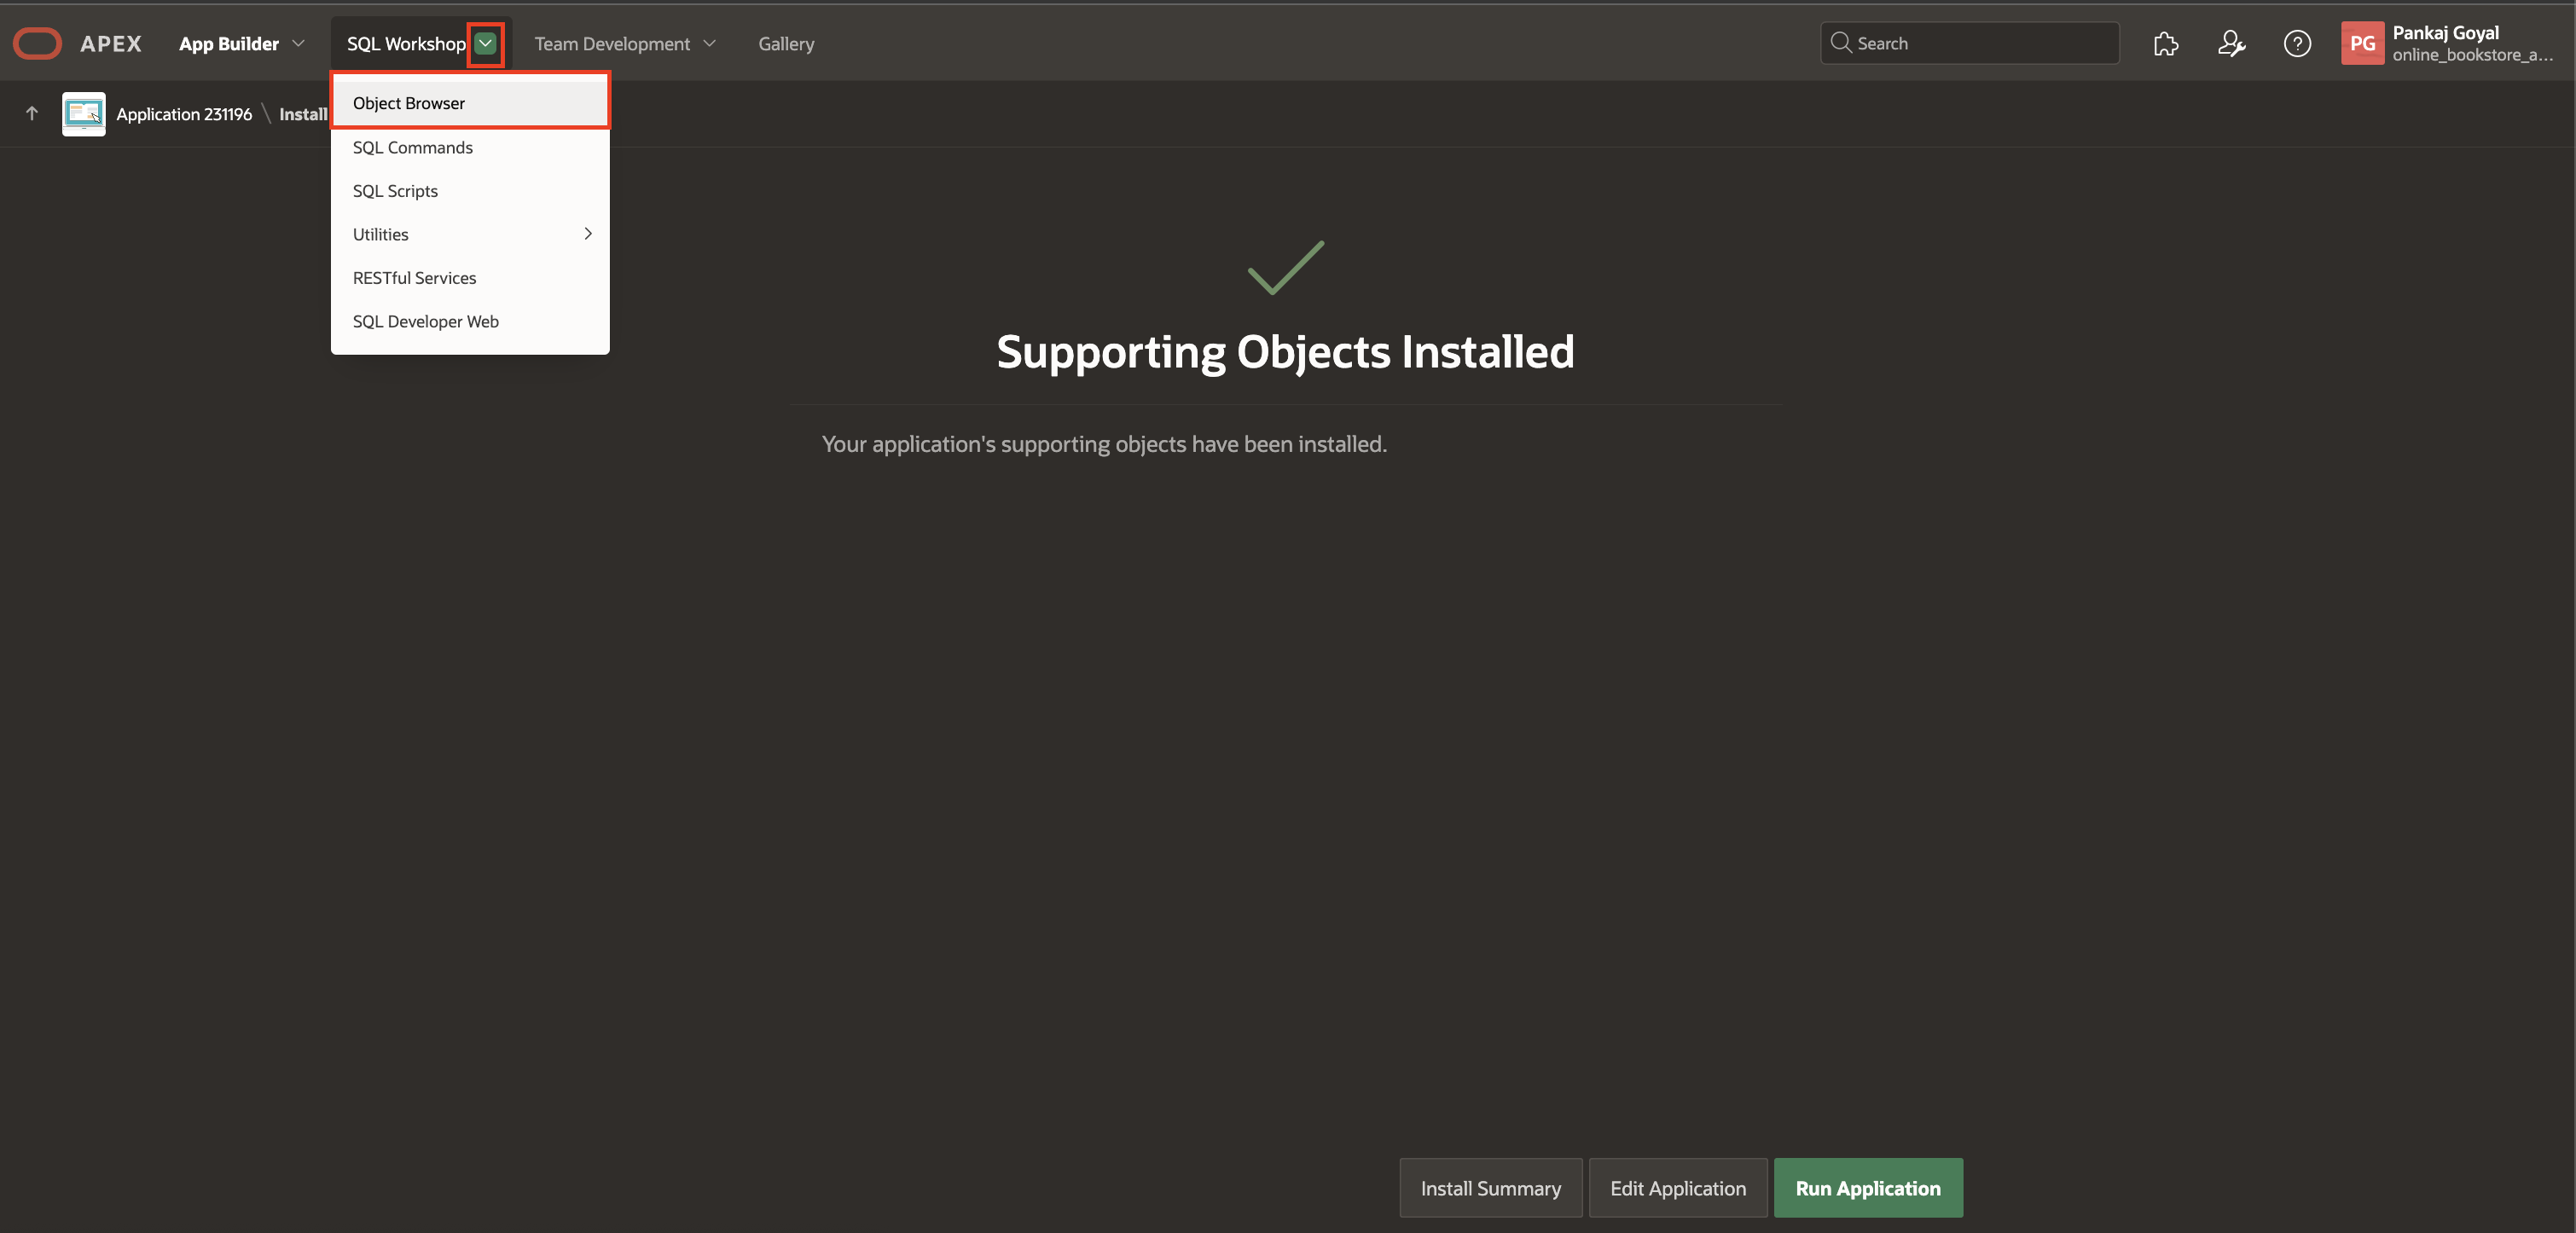 APEX App Builder SQL Workshop Team Development Gallery Search PG Pankaj Goyal
online_bookstore_a...
Application 231196 \ Install
Object Browser
SQL Commands
SQL Scripts
Utilities
RESTful Services
SQL Developer Web
Supporting Objects Installed
Your application's supporting objects have been installed.
Install Summary Edit Application Run Application